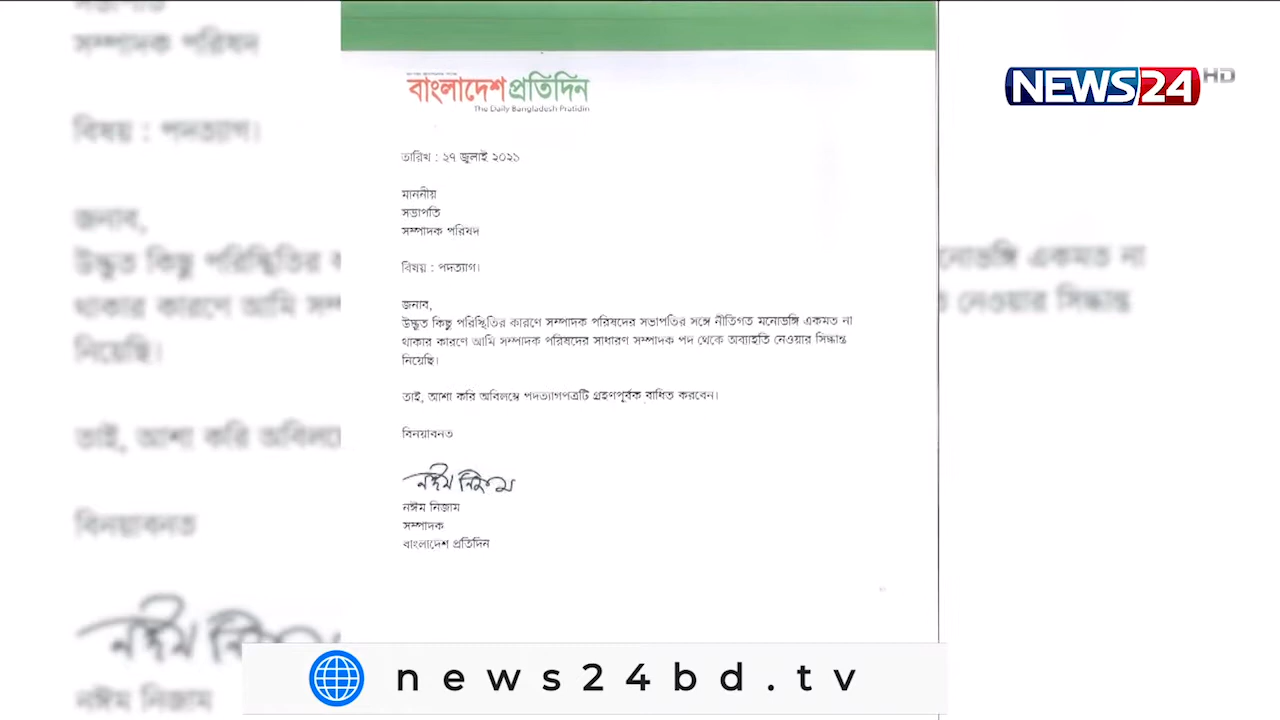 বাংলাদেশ প্রতিদিন
The Daily Bangladesh Pratidin
NEWS24 HD
তারিখ : ২৭ জুলাই ২০২১
মাননীয়
সভাপতি
সম্পাদক পরিষদ
বিষয় : পদত্যাগ।
জনাব,
উদ্ভুত কিছু পরিস্থিতির কারণে সম্পাদক পরিষদের সভাপতির সঙ্গে নীতিগত মনোভঙ্গি একমত না
থাকার কারণে আমি সম্পাদক পরিষদের সাধারণ সম্পাদক পদ থেকে অব্যাহতি নেওয়ার সিদ্ধান্ত
নিয়েছি।
তাই, আশা করি অবিলম্বে পদত্যাগপত্রটি গ্রহণপূর্বক বাধিত করবেন।
বিনয়াবনত
নঈম নিজাম
নঈম নিজাম
সম্পাদক
বাংলাদেশ প্রতিদিন
news24bd.tv